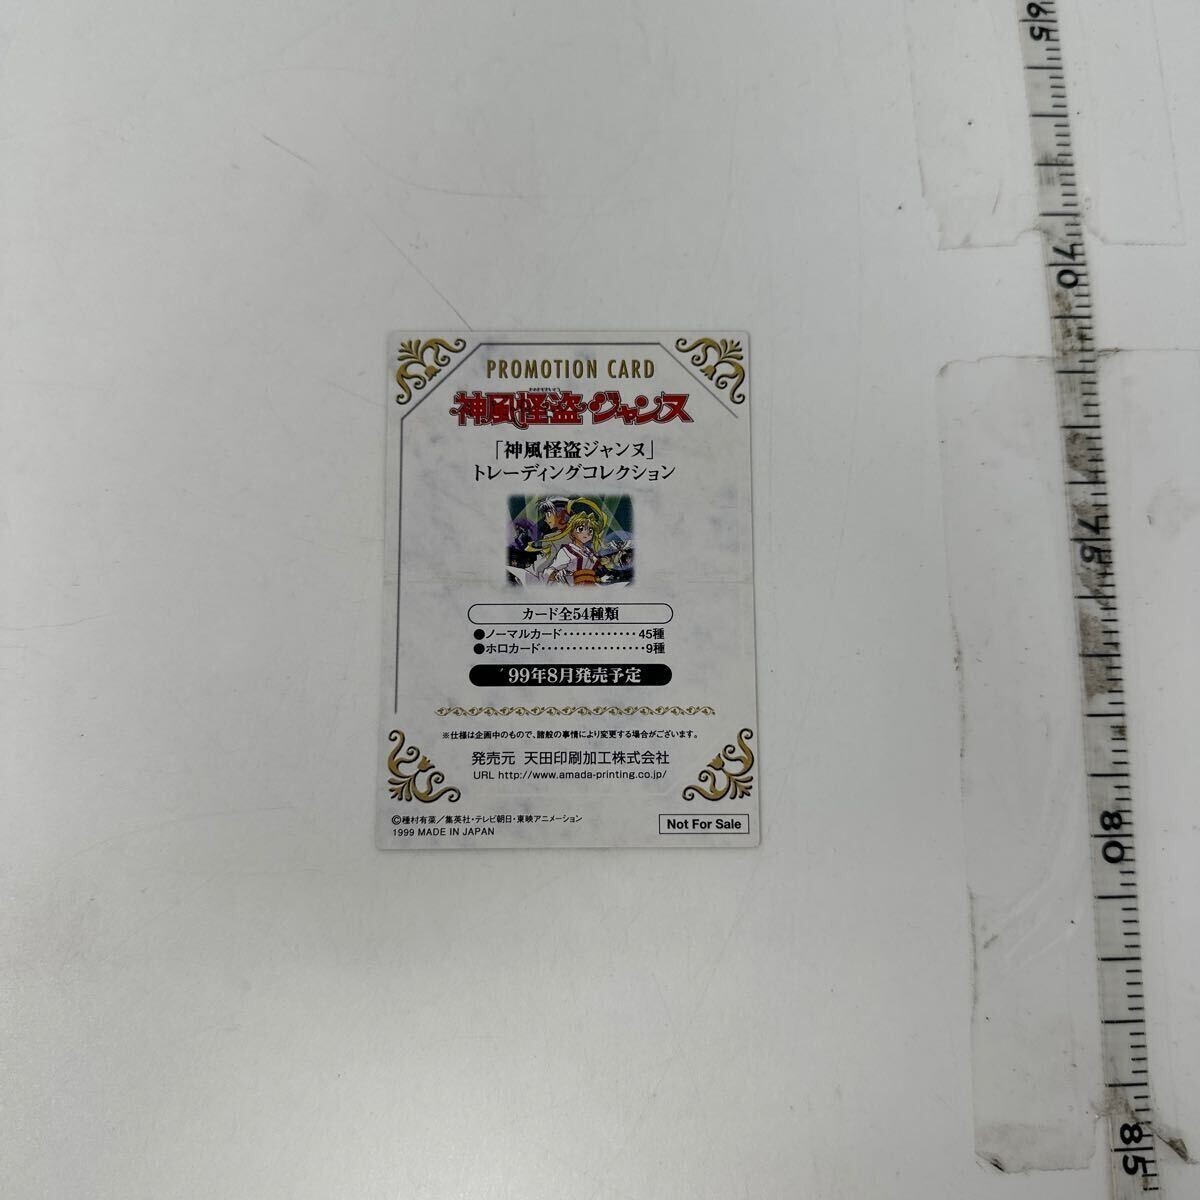 PROMOTION CARD
神風怪盗・ジャンヌ
「神風怪盗ジャンヌ」
トレーディングコレクション
カード全54種類
●ノーマルカード・・・・・・・・・・・・45種
●ホロカード・・・・・・・・・・・・・・・・・9種
'99年8月発売予定
※仕様は企画中のもので、諸般の事情により変更する場合がございます。
発売元 天田印刷加工株式会社
URL http://www.amada-printing.co.jp/
©種村有菜／集英社・テレビ朝日・東映アニメーション
1999 MADE IN JAPAN
Not For Sale
65
70
75
80
85